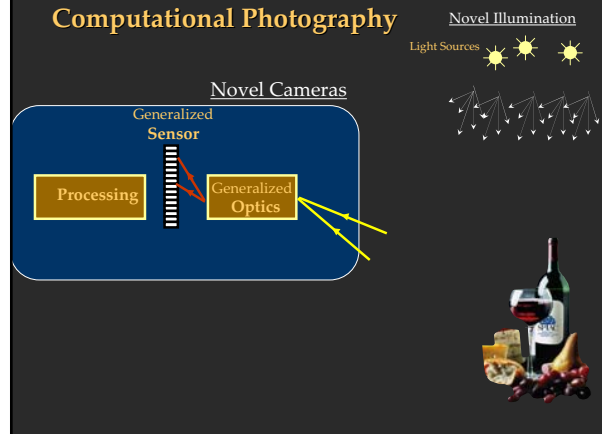 Computational Photography
Novel Illumination
Light Sources
Novel Cameras
Generalized
Sensor
Processing
Generalized
Optics